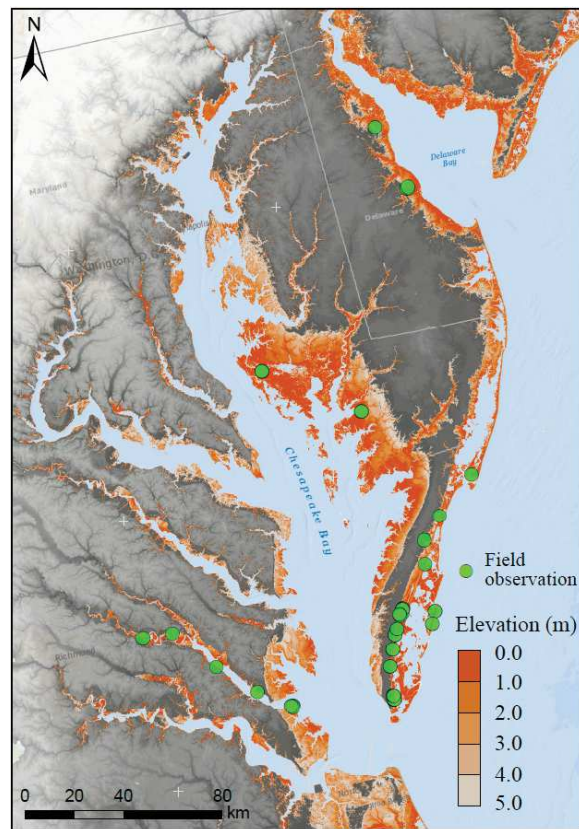 N
Delaware
Bay
Maryland
Delaware
Washington, D.C.
Chesapeake Bay
Field
observation
Elevation (m)
Richmond
0.0
1.0
2.0
3.0
4.0
5.0
0 20 40 80
km